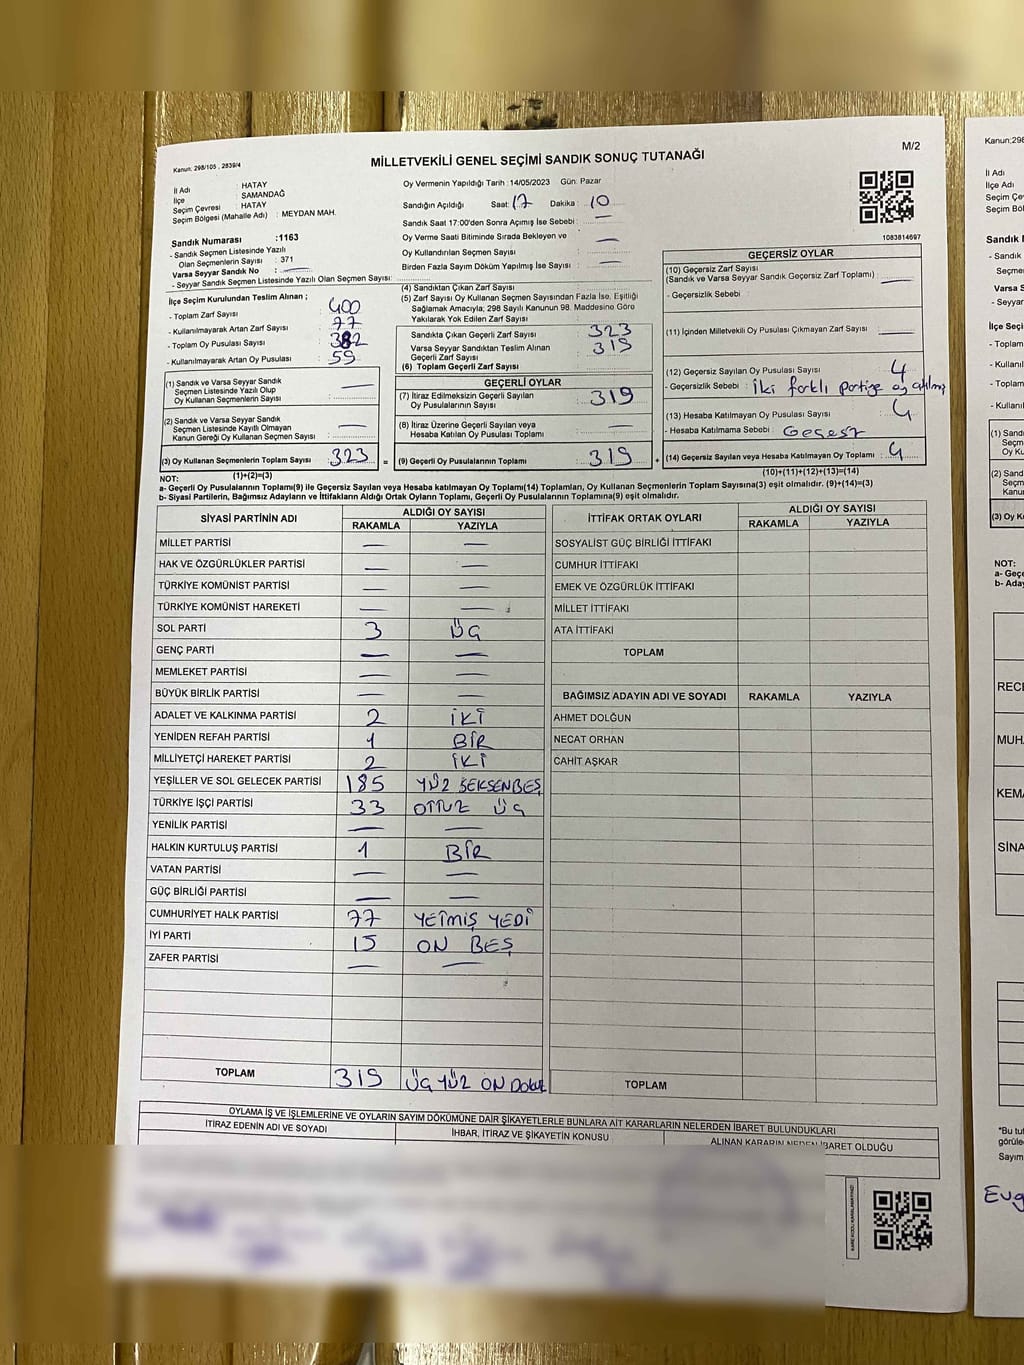 Kanun: 298/105 , 2839/4
MİLLETVEKİLİ GENEL SEÇİMİ SANDIK SONUÇ TUTANAĞI
M/2
İl Adı : HATAY
İlçe : SAMANDAĞ
Seçim Çevresi : HATAY
Seçim Bölgesi (Mahalle Adı) : MEYDAN MAH.
Oy Vermenin Yapıldığı Tarih :14/05/2023 Gün: Pazar
Sandığın Açıldığı Saat: 17 Dakika : 10
Sandık Saat 17:00'den Sonra Açımış İse Sebebi : —
Oy Verme Saati Bitiminde Sırada Bekleyen ve
Oy Kullandırılan Seçmen Sayısı —
Birden Fazla Sayım Döküm Yapılmış İse Sayısı : —
1083814697
Sandık Numarası :1163
- Sandık Seçmen Listesinde Yazılı
Olan Seçmenlerin Sayısı : 371
Varsa Seyyar Sandık No : —
- Seyyar Sandık Seçmen Listesinde Yazılı Olan Seçmen Sayısı:
İlçe Seçim Kurulundan Teslim Alınan ;
- Toplam Zarf Sayısı : 400
- Kullanılmayarak Artan Zarf Sayısı : 77
- Toplam Oy Pusulası Sayısı : 382
- Kullanılmayarak Artan Oy Pusulası : 59
(1) Sandık ve Varsa Seyyar Sandık
Seçmen Listesinde Yazılı Olup
Oy Kullanan Seçmenlerin Sayısı : —
(2) Sandık ve Varsa Seyyar Sandık
Seçmen Listesinde Kayıtlı Olmayan
Kanun Gereği Oy Kullanan Seçmen Sayısı : —
(3) Oy Kullanan Seçmenlerin Toplam Sayısı : 323
(1)+(2)=(3)
(4) Sandıktan Çıkan Zarf Sayısı
(5) Zarf Sayısı Oy Kullanan Seçmen Sayısından Fazla İse, Eşitliği
Sağlamak Amacıyla; 298 Sayılı Kanunun 98. Maddesine Göre
Yakılarak Yok Edilen Zarf Sayısı
Sandıkta Çıkan Geçerli Zarf Sayısı 323
Varsa Seyyar Sandıktan Teslim Alınan
Geçerli Zarf Sayısı 319
(6) Toplam Geçerli Zarf Sayısı
GEÇERLİ OYLAR
(7) İtiraz Edilmeksizin Geçerli Sayılan
Oy Pusulalarının Sayısı : 319
(8) İtiraz Üzerine Geçerli Sayılan veya
Hesaba Katılan Oy Pusulası Toplamı : —
= (9) Geçerli Oy Pusulalarının Toplamı : 319 +
GEÇERSİZ OYLAR
(10) Geçersiz Zarf Sayısı
(Sandık ve Varsa Seyyar Sandık Geçersiz Zarf Toplamı) : —
- Geçersizlik Sebebi :
(11) İçinden Milletvekili Oy Pusulası Çıkmayan Zarf Sayısı : —
(12) Geçersiz Sayılan Oy Pusulası Sayısı : 4
- Geçersizlik Sebebi : İki farklı partiye oy atılmış
(13) Hesaba Katılmayan Oy Pusulası Sayısı : 4
- Hesaba Katılmama Sebebi :
(14) Geçersiz Sayılan veya Hesaba Katılmayan Oy Toplamı : 4
(10)+(11)+(12)+(13)=(14)
NOT:
a- Geçerli Oy Pusulalarının Toplamı(9) ile Geçersiz Sayılan veya Hesaba katılmayan Oy Toplamı(14) Toplamları, Oy Kullanan Seçmenlerin Toplam Sayısına(3) eşit olmalıdır. (9)+(14)=(3)
b- Siyasi Partilerin, Bağımsız Adayların ve İttifakların Aldığı Ortak Oyların Toplamı, Geçerli Oy Pusulalarının Toplamına(9) eşit olmalıdır.
SİYASİ PARTİNİN ADI ALDIĞI OY SAYISI
RAKAMLA YAZIYLA
MİLLET PARTİSİ — —
HAK VE ÖZGÜRLÜKLER PARTİSİ — —
TÜRKİYE KOMÜNİST PARTİSİ — —
TÜRKİYE KOMÜNİST HAREKETİ — —
SOL PARTİ 3 ÜÇ
GENÇ PARTİ — —
MEMLEKET PARTİSİ — —
BÜYÜK BİRLİK PARTİSİ — —
ADALET VE KALKINMA PARTİSİ 2 İKİ
YENİDEN REFAH PARTİSİ 1 BİR
MİLLİYETÇİ HAREKET PARTİSİ 2 İKİ
YEŞİLLER VE SOL GELECEK PARTİSİ 185 YÜZ SEKSENBEŞ
TÜRKİYE İŞÇİ PARTİSİ 33 OTTUZ ÜÇ
YENİLİK PARTİSİ — —
HALKIN KURTULUŞ PARTİSİ 1 BİR
VATAN PARTİSİ — —
GÜÇ BİRLİĞİ PARTİSİ — —
CUMHURİYET HALK PARTİSİ 77 YETMİŞ YEDİ
İYİ PARTİ 15 ON BEŞ
ZAFER PARTİSİ — —
TOPLAM 319 ÜÇ YÜZ ON Dokuz
İTTİFAK ORTAK OYLARI ALDIĞI OY SAYISI
RAKAMLA YAZIYLA
SOSYALİST GÜÇ BİRLİĞİ İTTİFAKI
CUMHUR İTTİFAKI
EMEK VE ÖZGÜRLÜK İTTİFAKI
MİLLET İTTİFAKI
ATA İTTİFAKI
TOPLAM
BAĞIMSIZ ADAYIN ADI VE SOYADI RAKAMLA YAZIYLA
AHMET DOLĞUN
NECAT ORHAN
CAHİT AŞKAR
TOPLAM
OYLAMA İŞ VE İŞLEMLERİNE VE OYLARIN SAYIM DÖKÜMÜNE DAİR ŞİKAYETLERLE BUNLARA AİT KARARLARIN NELERDEN İBARET BULUNDUKLARI
İTİRAZ EDENİN ADI VE SOYADI
İHBAR, İTİRAZ VE ŞİKAYETİN KONUSU
ALINAN KARARIN NEDEN İBARET OLDUĞU
Kanun:298
İl Adı
İlçe Adı
Seçim Çe
Seçim Böl
Sandık
- Sandık
Seçmen
Varsa S
- Seyyar
İlçe Seçi
- Toplam
- Kullanıl
- Toplam
- Kullanı
(1) Sandı
Seçm
Oy Ku
(2) Sand
Seçm
Kanu
(3) Oy K
NOT:
a- Geçe
b- Aday
RECE
MUHA
KEMA
SİNA
*Bu tut
görüle
Sayım